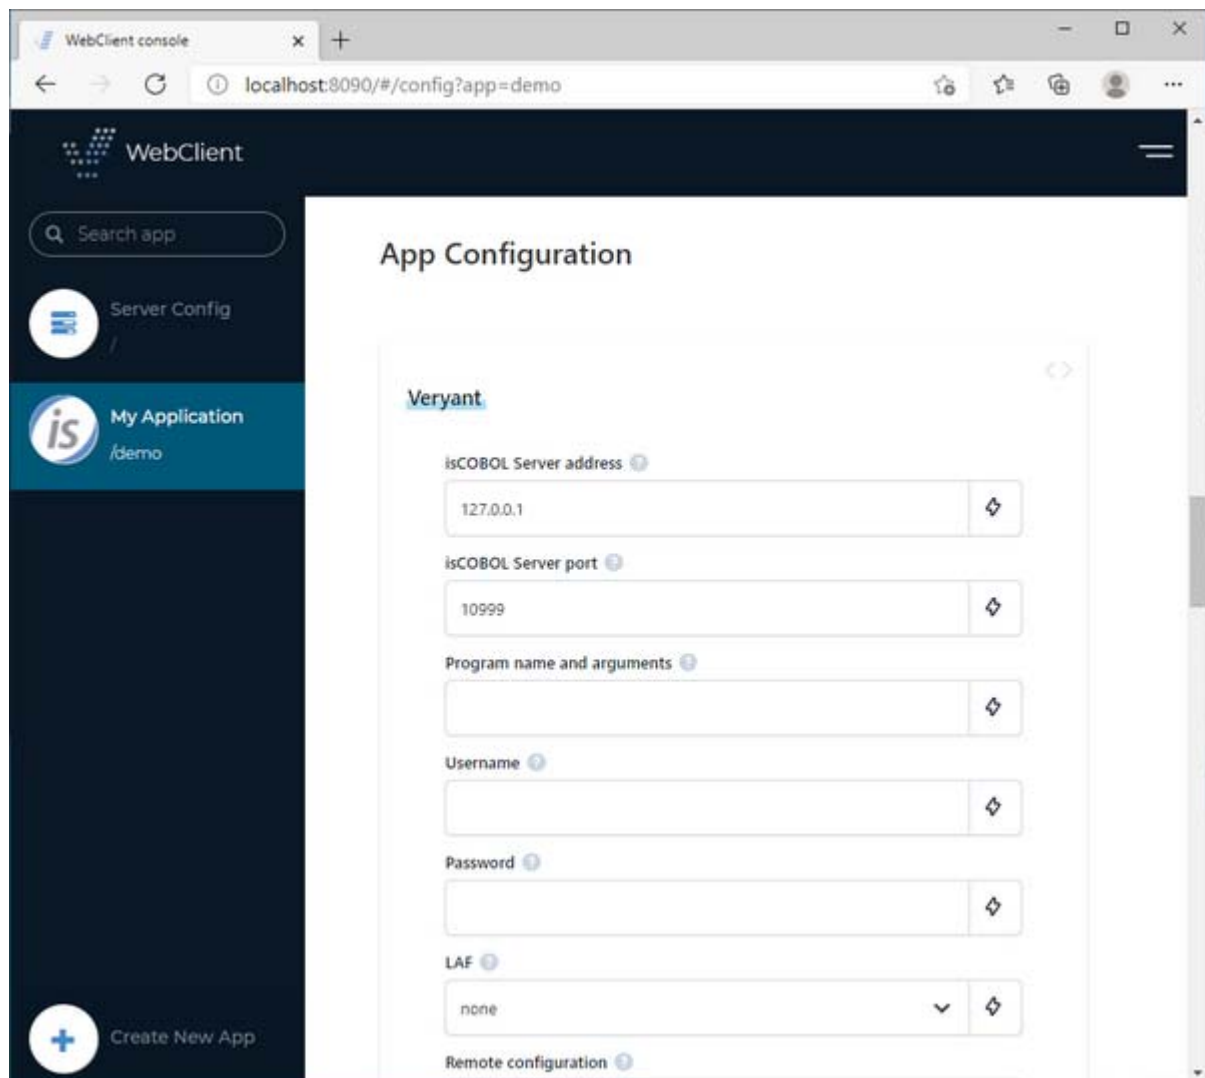 WebClient console
localhost:8090/#/config?app=demo
WebClient
Search app
Server Config
/
My Application
/demo
Create New App
App Configuration
Veryant
isCOBOL Server address
127.0.0.1
isCOBOL Server port
10999
Program name and arguments
Username
Password
LAF
none
Remote configuration